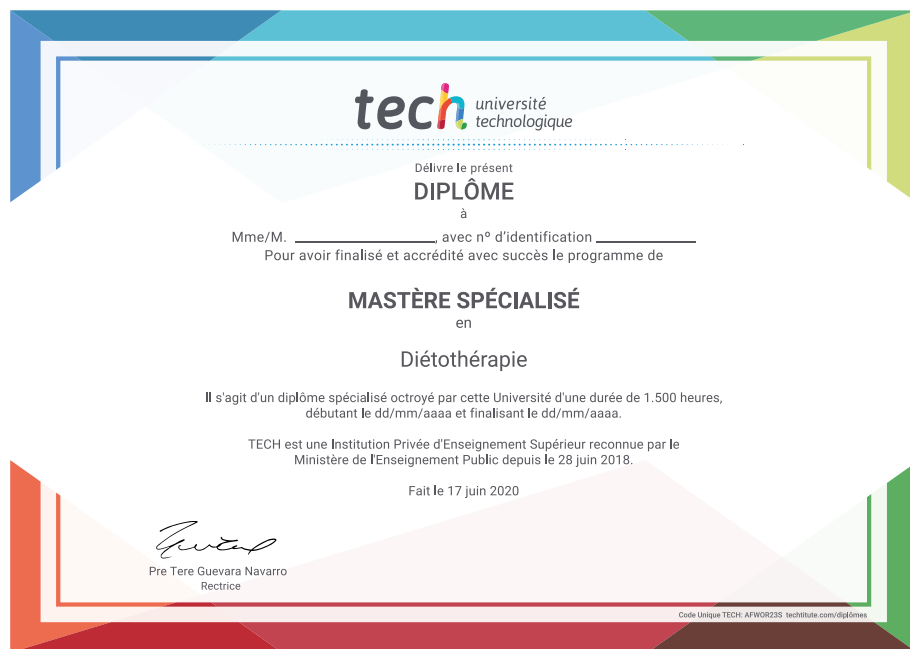 tech université
technologique
Délivre le présent
DIPLÔME
à
Mme/M. ____________, avec nº d'identification ____________
Pour avoir finalisé et accrédité avec succès le programme de
MASTÈRE SPÉCIALISÉ
en
Diétothérapie
Il s'agit d'un diplôme spécialisé octroyé par cette Université d'une durée de 1.500 heures,
débutant le dd/mm/aaaa et finalisant le dd/mm/aaaa.
TECH est une Institution Privée d'Enseignement Supérieur reconnue par le
Ministère de l'Enseignement Public depuis le 28 juin 2018.
Fait le 17 juin 2020
Pre Tere Guevara Navarro
Rectrice
Code Unique TECH: AFWOR23S techtitute.com/diplômes